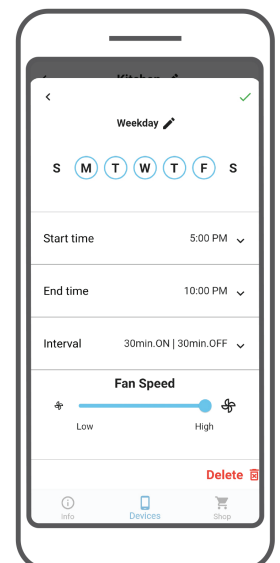 Kitchen
Weekday
S M T W T F S
Start time 5:00 PM
End time 10:00 PM
Interval 30min.ON | 30min.OFF
Fan Speed
Low High
Delete
Info Devices Shop